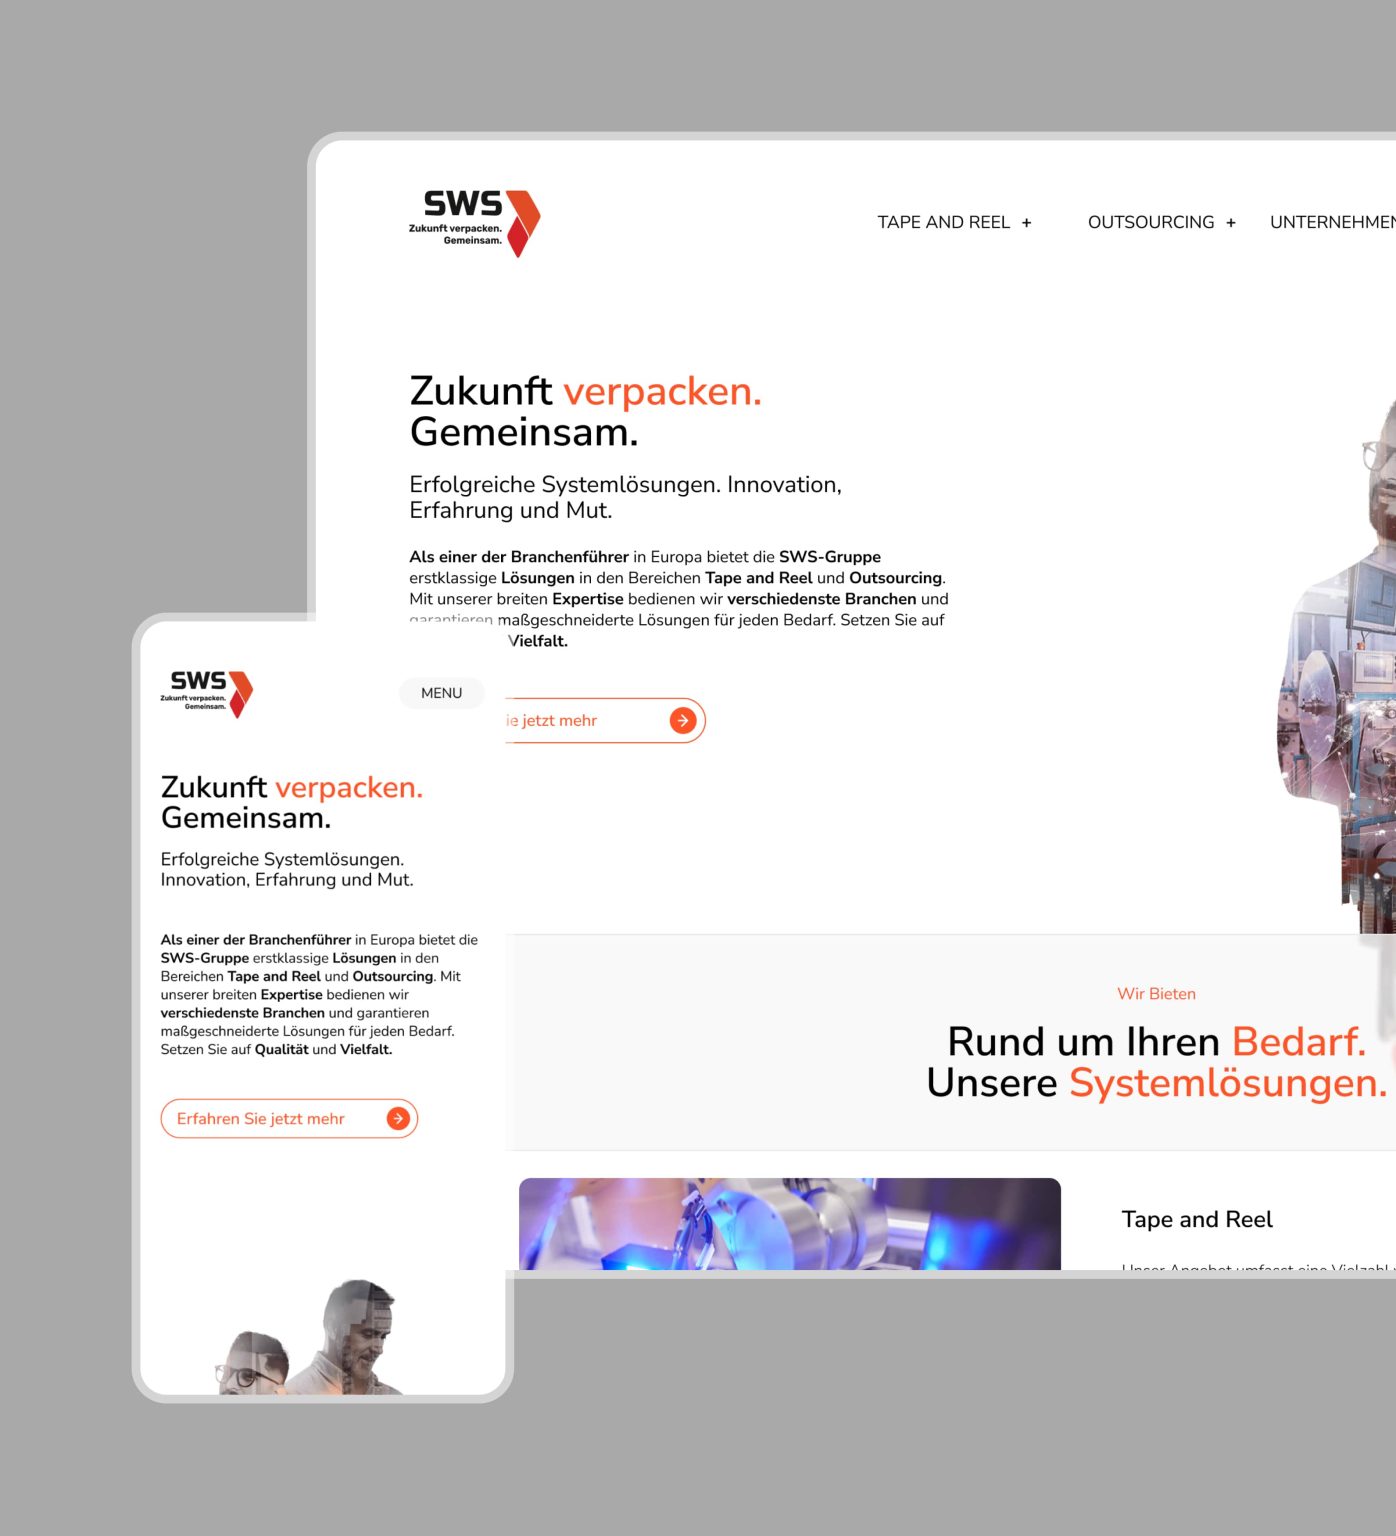 SWS
Zukunft verpacken.
Gemeinsam.
TAPE AND REEL +
OUTSOURCING +
UNTERNEHMEN
Zukunft verpacken.
Gemeinsam.
Erfolgreiche Systemlösungen. Innovation,
Erfahrung und Mut.
Als einer der Branchenführer in Europa bietet die SWS-Gruppe
erstklassige Lösungen in den Bereichen Tape and Reel und Outsourcing.
Mit unserer breiten Expertise bedienen wir verschiedenste Branchen und
garantieren maßgeschneiderte Lösungen für jeden Bedarf. Setzen Sie auf
Vielfalt.
ie jetzt mehr
Wir Bieten
Rund um Ihren Bedarf.
Unsere Systemlösungen.
Tape and Reel
Unser Angebot umfasst eine Vielzahl
SWS
Zukunft verpacken.
Gemeinsam.
MENU
Zukunft verpacken.
Gemeinsam.
Erfolgreiche Systemlösungen.
Innovation, Erfahrung und Mut.
Als einer der Branchenführer in Europa bietet die
SWS-Gruppe erstklassige Lösungen in den
Bereichen Tape and Reel und Outsourcing. Mit
unserer breiten Expertise bedienen wir
verschiedenste Branchen und garantieren
maßgeschneiderte Lösungen für jeden Bedarf.
Setzen Sie auf Qualität und Vielfalt.
Erfahren Sie jetzt mehr